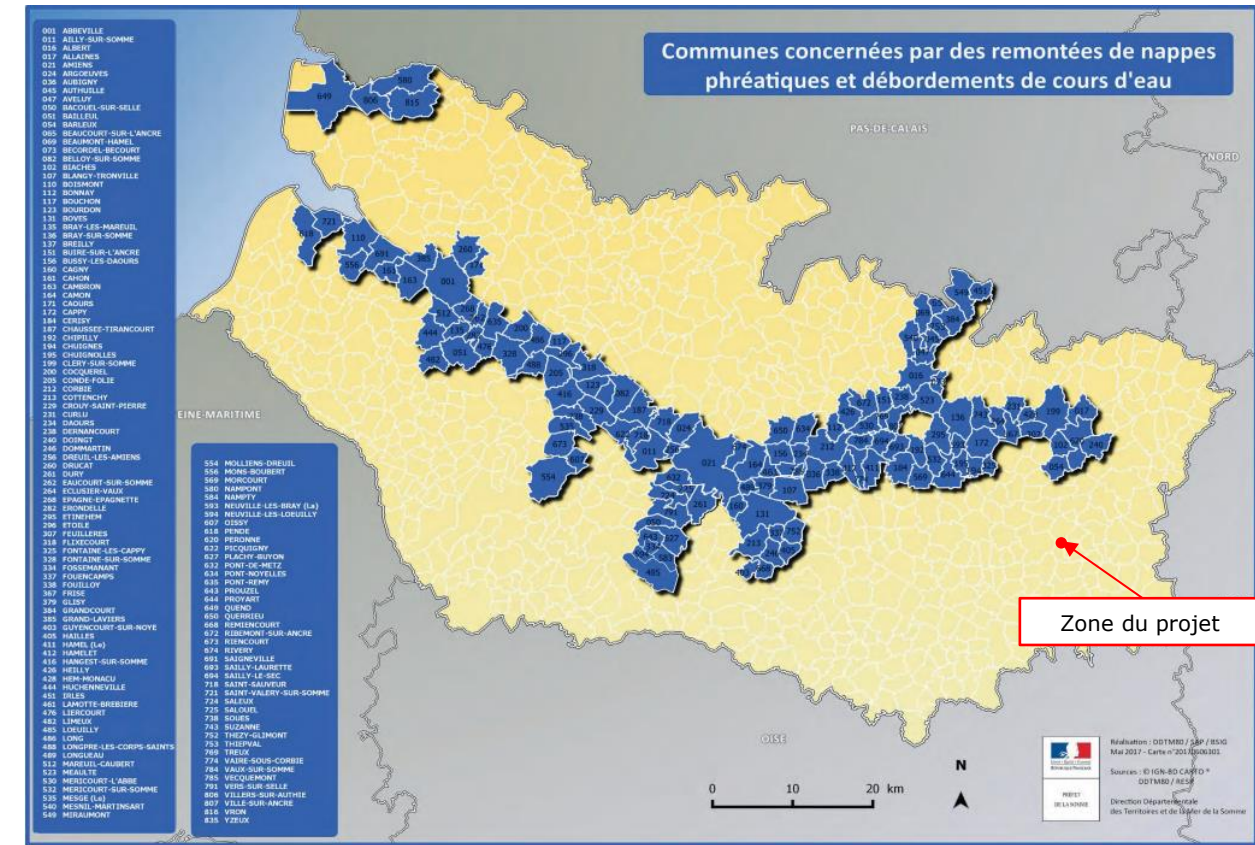 Communes concernées par des remontées de nappes
phréatiques et débordements de cours d'eau
001 ABBEVILLE
011 AILLY-SUR-SOMME
016 ALBERT
017 ALLAINES
021 AMIENS
024 ARGOEUVES
036 AUBIGNY
045 AUTHUILLE
047 AVELUY
050 BACOUEL-SUR-SELLE
051 BAILLEUL
054 BARLEUX
065 BEAUCOURT-SUR-L'ANCRE
069 BEAUMONT-HAMEL
073 BECORDEL-BECOURT
082 BELLOY-SUR-SOMME
102 BIACHES
107 BLANGY-TRONVILLE
110 BOISMONT
112 BONNAY
117 BOUCHON
123 BOURDON
131 BOVES
135 BRAY-LES-MAREUIL
136 BRAY-SUR-SOMME
137 BREILLY
151 BUIRE-SUR-L'ANCRE
156 BUSSY-LES-DAOURS
160 CAGNY
161 CAHON
163 CAMBRON
164 CAMON
171 CAOURS
172 CAPPY
184 CERISY
187 CHAUSSEE-TIRANCOURT
192 CHIPILLY
194 CHUIGNES
195 CHUIGNOLLES
199 CLERY-SUR-SOMME
200 COCQUEREL
205 CONDE-FOLIE
212 CORBIE
213 COTTENCHY
229 CROUY-SAINT-PIERRE
231 CURLU
234 DAOURS
238 DERNANCOURT
240 DOINGT
246 DOMMARTIN
256 DREUIL-LES-AMIENS
260 DRUCAT
261 DURY
262 EAUCOURT-SUR-SOMME
264 ECLUSIER-VAUX
268 EPAGNE-EPAGNETTE
282 ERONDELLE
295 ETINEHEM
296 ETOILE
307 FEUILLERES
318 FLIXECOURT
325 FONTAINE-LES-CAPPY
328 FONTAINE-SUR-SOMME
334 FOSSEMANANT
337 FOUENCAMPS
338 FOUILLOY
367 FRISE
379 GLISY
384 GRANDCOURT
385 GRAND-LAVIERS
403 GUYENCOURT-SUR-NOYE
405 HAILLES
411 HAMEL (Le)
412 HAMELET
416 HANGEST-SUR-SOMME
426 HEILLY
428 HEM-MONACU
444 HUCHENNEVILLE
451 IRLES
461 LAMOTTE-BREBIERE
476 LIERCOURT
482 LIMEUX
485 LOEUILLY
486 LONG
488 LONGPRE-LES-CORPS-SAINTS
489 LONGUEAU
512 MAREUIL-CAUBERT
523 MEAULTE
530 MERICOURT-L'ABBE
532 MERICOURT-SUR-SOMME
535 MESGE (Le)
540 MESNIL-MARTINSART
549 MIRAUMONT
554 MOLLIENS-DREUIL
556 MONS-BOUBERT
569 MORCOURT
580 NAMPONT
584 NAMPTY
593 NEUVILLE-LES-BRAY (La)
594 NEUVILLE-LES-LOEUILLY
607 OISSY
618 PENDE
620 PERONNE
622 PICQUIGNY
627 PLACHY-BUYON
632 PONT-DE-METZ
634 PONT-NOYELLES
635 PONT-REMY
643 PROUZEL
644 PROYART
649 QUEND
650 QUERRIEU
668 REMIENCOURT
672 RIBEMONT-SUR-ANCRE
673 RIENCOURT
674 RIVERY
691 SAIGNEVILLE
693 SAILLY-LAURETTE
694 SAILLY-LE-SEC
718 SAINT-SAUVEUR
721 SAINT-VALERY-SUR-SOMME
724 SALEUX
725 SALOUEL
738 SOUES
743 SUZANNE
752 THEZY-GLIMONT
753 THIEPVAL
769 TREUX
774 VAIRE-SOUS-CORBIE
784 VAUX-SUR-SOMME
785 VECQUEMONT
791 VERS-SUR-SELLE
806 VILLERS-SUR-AUTHIE
807 VILLE-SUR-ANCRE
816 VRON
835 YZEUX
PAS-DE-CALAIS
NORD
EINE-MARITIME
OISE
Zone du projet
0 10 20 km
N
PRÉFET
DE LA SOMME
Réalisation : DDTM80 / SRP / BSIG
Sources : © IGN-BD CARTO ®
DDTM80 / RESP
Direction Départementale
des Territoires et de la Mer de la Somme